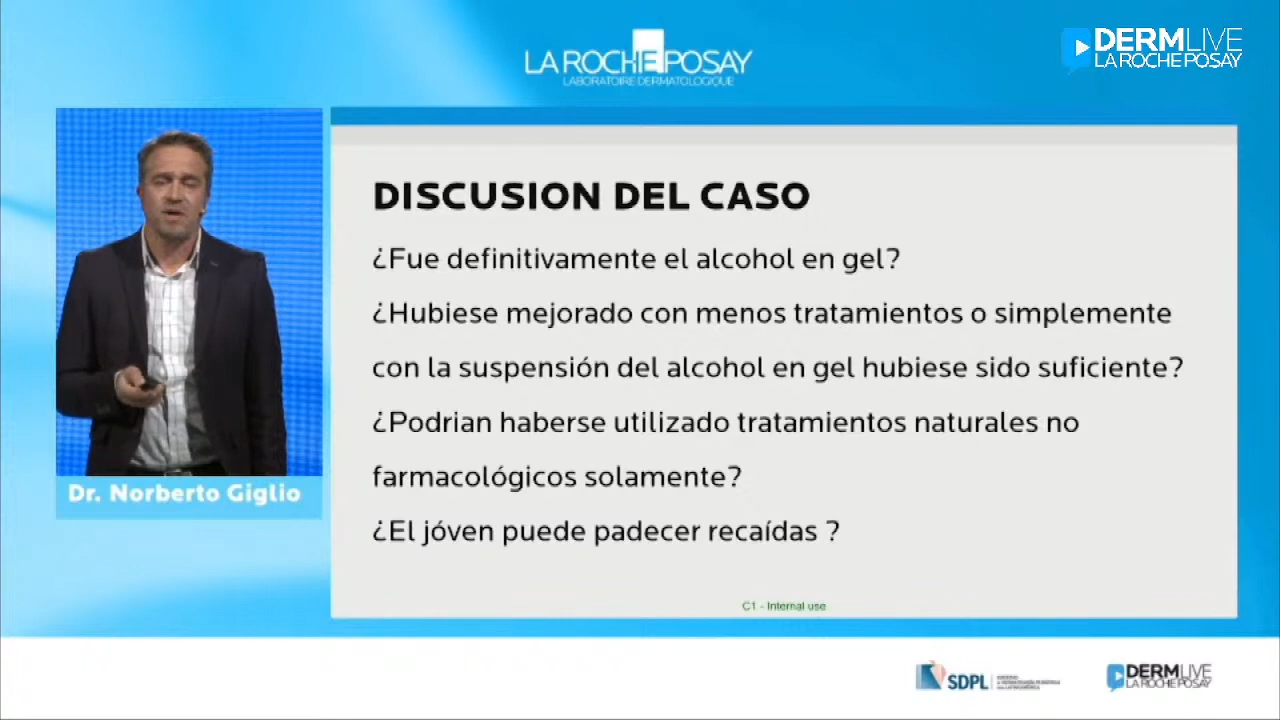 LA ROCHE POSAY
LABORATOIRE DERMATOLOGIQUE
DERMLIVE
LA ROCHE POSAY
DISCUSION DEL CASO
¿Fue definitivamente el alcohol en gel?
¿Hubiese mejorado con menos tratamientos o simplemente
con la suspensión del alcohol en gel hubiese sido suficiente?
¿Podrian haberse utilizado tratamientos naturales no
farmacológicos solamente?
¿El jóven puede padecer recaídas ?
Dr. Norberto Giglio
C1 - Internal use
SDPL
DERMLIVE
LA ROCHE POSAY